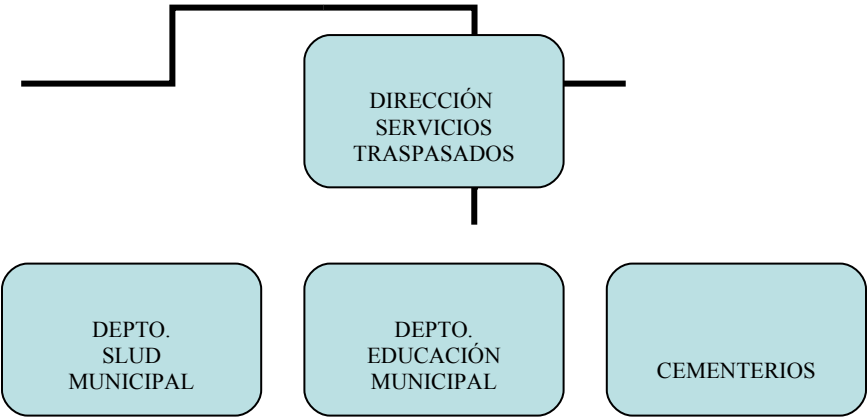 DIRECCIÓN
SERVICIOS
TRASPASADOS
DEPTO.
SLUD
MUNICIPAL
DEPTO.
EDUCACIÓN
MUNICIPAL
CEMENTERIOS